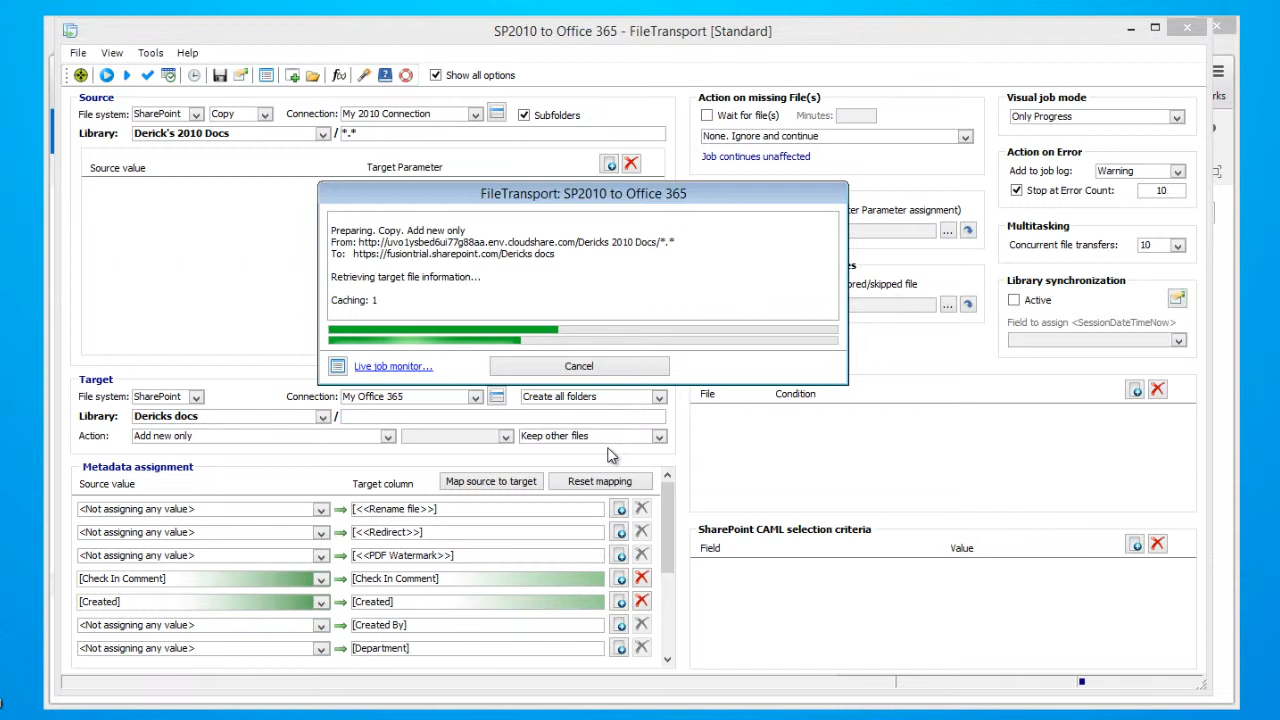 SP2010 to Office 365 - FileTransport [Standard]
File View Tools Help
f(x) Show all options
Source
File system: SharePoint Copy Connection: My 2010 Connection Subfolders
Library: Derick's 2010 Docs / *.*
Source value Target Parameter
Action on missing File(s)
Wait for file(s) Minutes:
None. Ignore and continue
Job continues unaffected
Visual job mode
Only Progress
Action on Error
Add to job log: Warning
Stop at Error Count: 10
Multitasking
Concurrent file transfers: 10
Library synchronization
Active
Field to assign <SessionDateTimeNow>
FileTransport: SP2010 to Office 365
Preparing. Copy. Add new only
From: http://uvo1ysbed6ui77g88aa.env.cloudshare.com/Dericks 2010 Docs/*.*
To: https://fusiontrial.sharepoint.com/Dericks docs
Retrieving target file information...
Caching: 1
Live job monitor...
Cancel
Parameter assignment)
...
ored/skipped file
...
Target
File system: SharePoint Connection: My Office 365 Create all folders
Library: Dericks docs /
Action: Add new only Keep other files
File Condition
Metadata assignment
Source value Target column Map source to target Reset mapping
<Not assigning any value> [<<Rename file>>]
<Not assigning any value> [<<Redirect>>]
<Not assigning any value> [<<PDF Watermark>>]
[Check In Comment] [Check In Comment]
[Created] [Created]
<Not assigning any value> [Created By]
<Not assigning any value> [Department]
SharePoint CAML selection criteria
Field Value